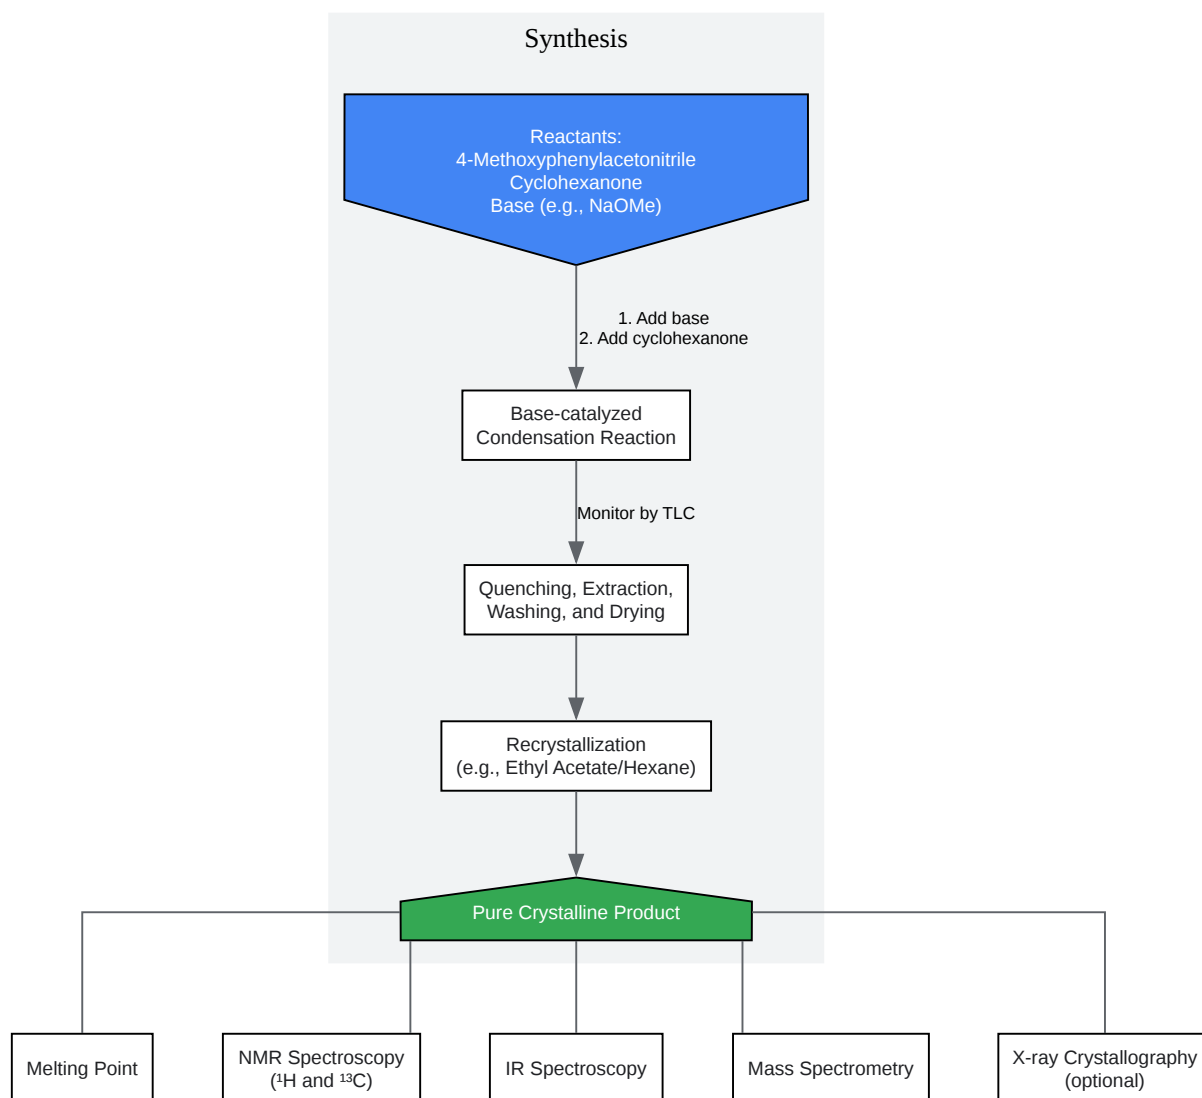 Synthesis
Reactants:
4-Methoxyphenylacetonitrile
Cyclohexanone
Base (e.g., NaOMe)
1. Add base
2. Add cyclohexanone
Base-catalyzed
Condensation Reaction
Monitor by TLC
Quenching, Extraction,
Washing, and Drying
Recrystallization
(e.g., Ethyl Acetate/Hexane)
Pure Crystalline Product
Melting Point
NMR Spectroscopy
(¹H and ¹³C)
IR Spectroscopy
Mass Spectrometry
X-ray Crystallography
(optional)